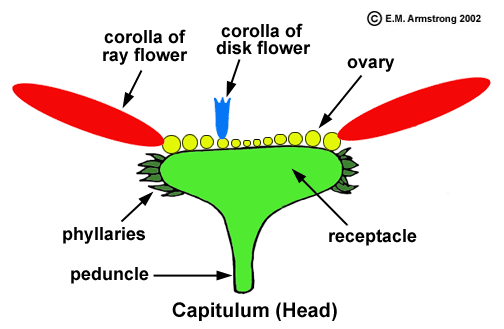 © E.M. Armstrong 2002
corolla of
ray flower
corolla of
disk flower
ovary
phyllaries
receptacle
peduncle
Capitulum (Head)